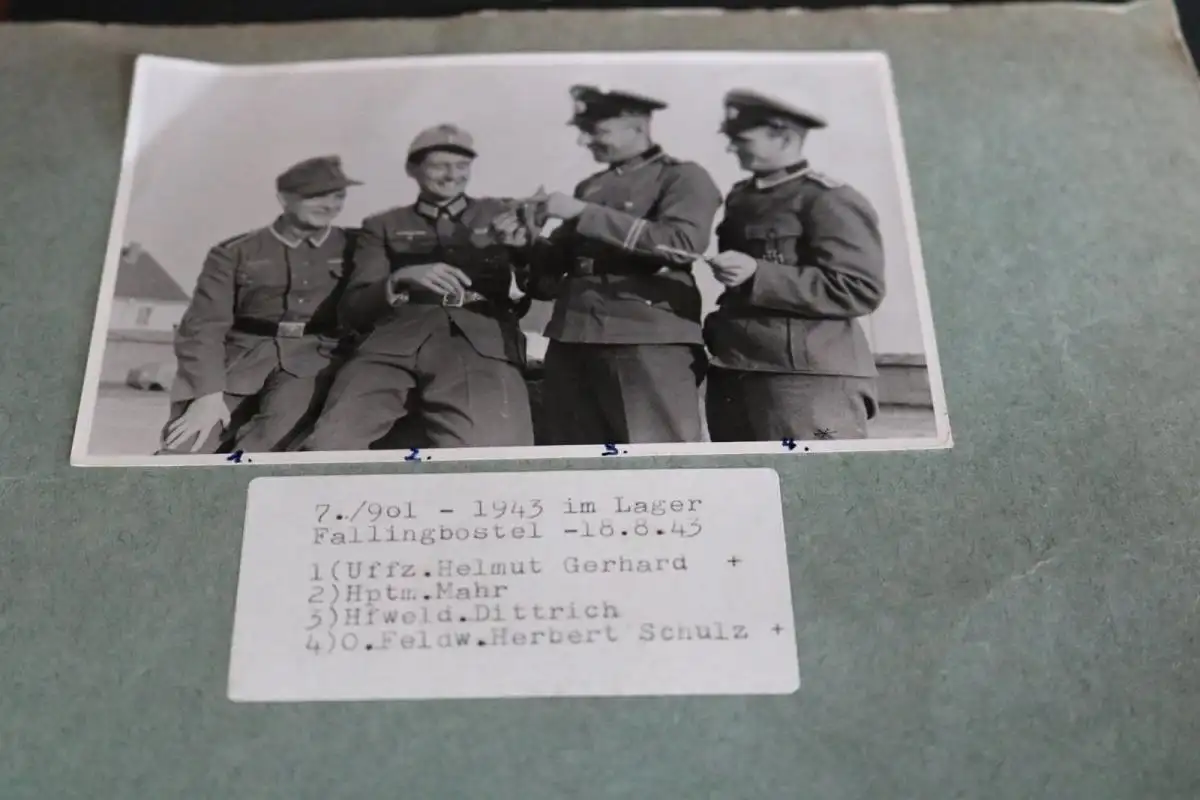 1. 2. 3. 4.
7./9o1 - 1943 im Lager
Fallingbostel -18.8.43
1(Uffz.Helmut Gerhard +
2)Hptm.Mahr
3)Hfweld.Dittrich
4)O.Feldw.Herbert Schulz +